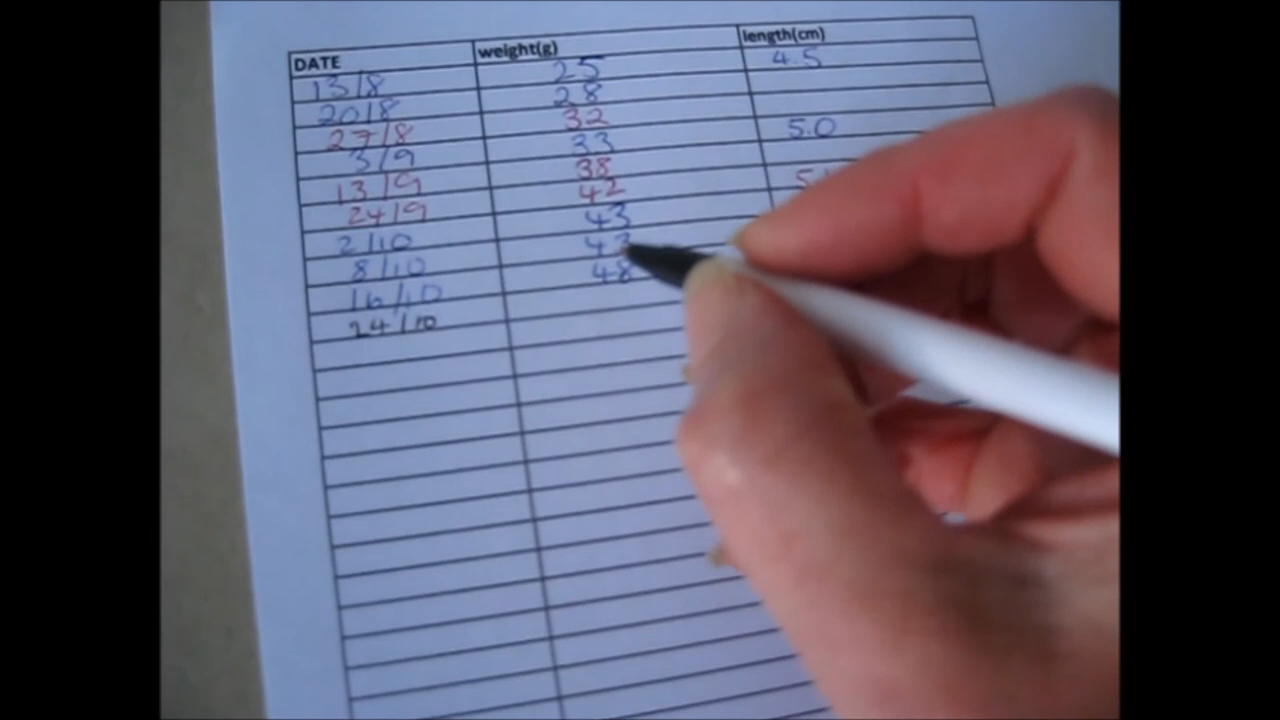 DATE weight(g) length(cm)
13/8 25 4.5
20/8 28
27/8 32
3/9 33 5.0
13/9 38
24/9 42
2/10 43
8/10 43
16/10 48
24/10